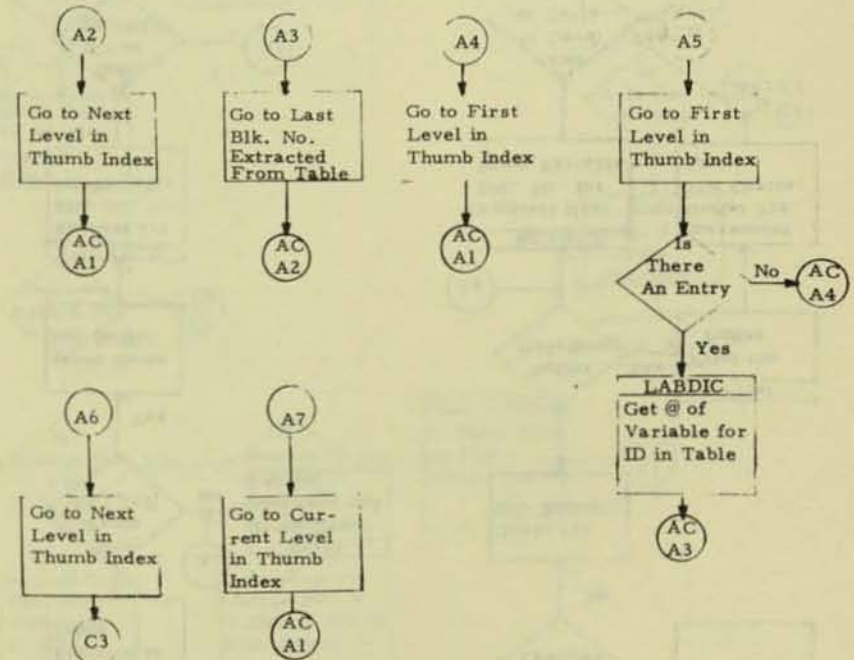 A2
Go to Next
Level in
Thumb Index
AC
A1
A3
Go to Last
Blk. No.
Extracted
From Table
AC
A2
A4
Go to First
Level in
Thumb Index
AC
A1
A5
Go to First
Level in
Thumb Index
Is
There
An Entry
No
AC
A4
Yes
LABDIC
Get @ of
Variable for
ID in Table
AC
A3
A6
Go to Next
Level in
Thumb Index
C3
A7
Go to Cur-
rent Level
in Thumb
Index
AC
A1